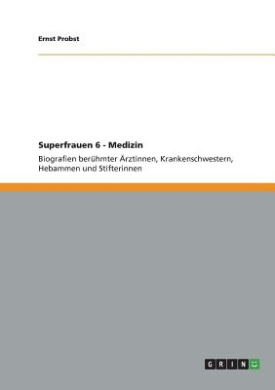 Ernst Probst
Superfrauen 6 - Medizin
Biografien berühmter Ärztinnen, Krankenschwestern,
Hebammen und Stifterinnen
GRIN